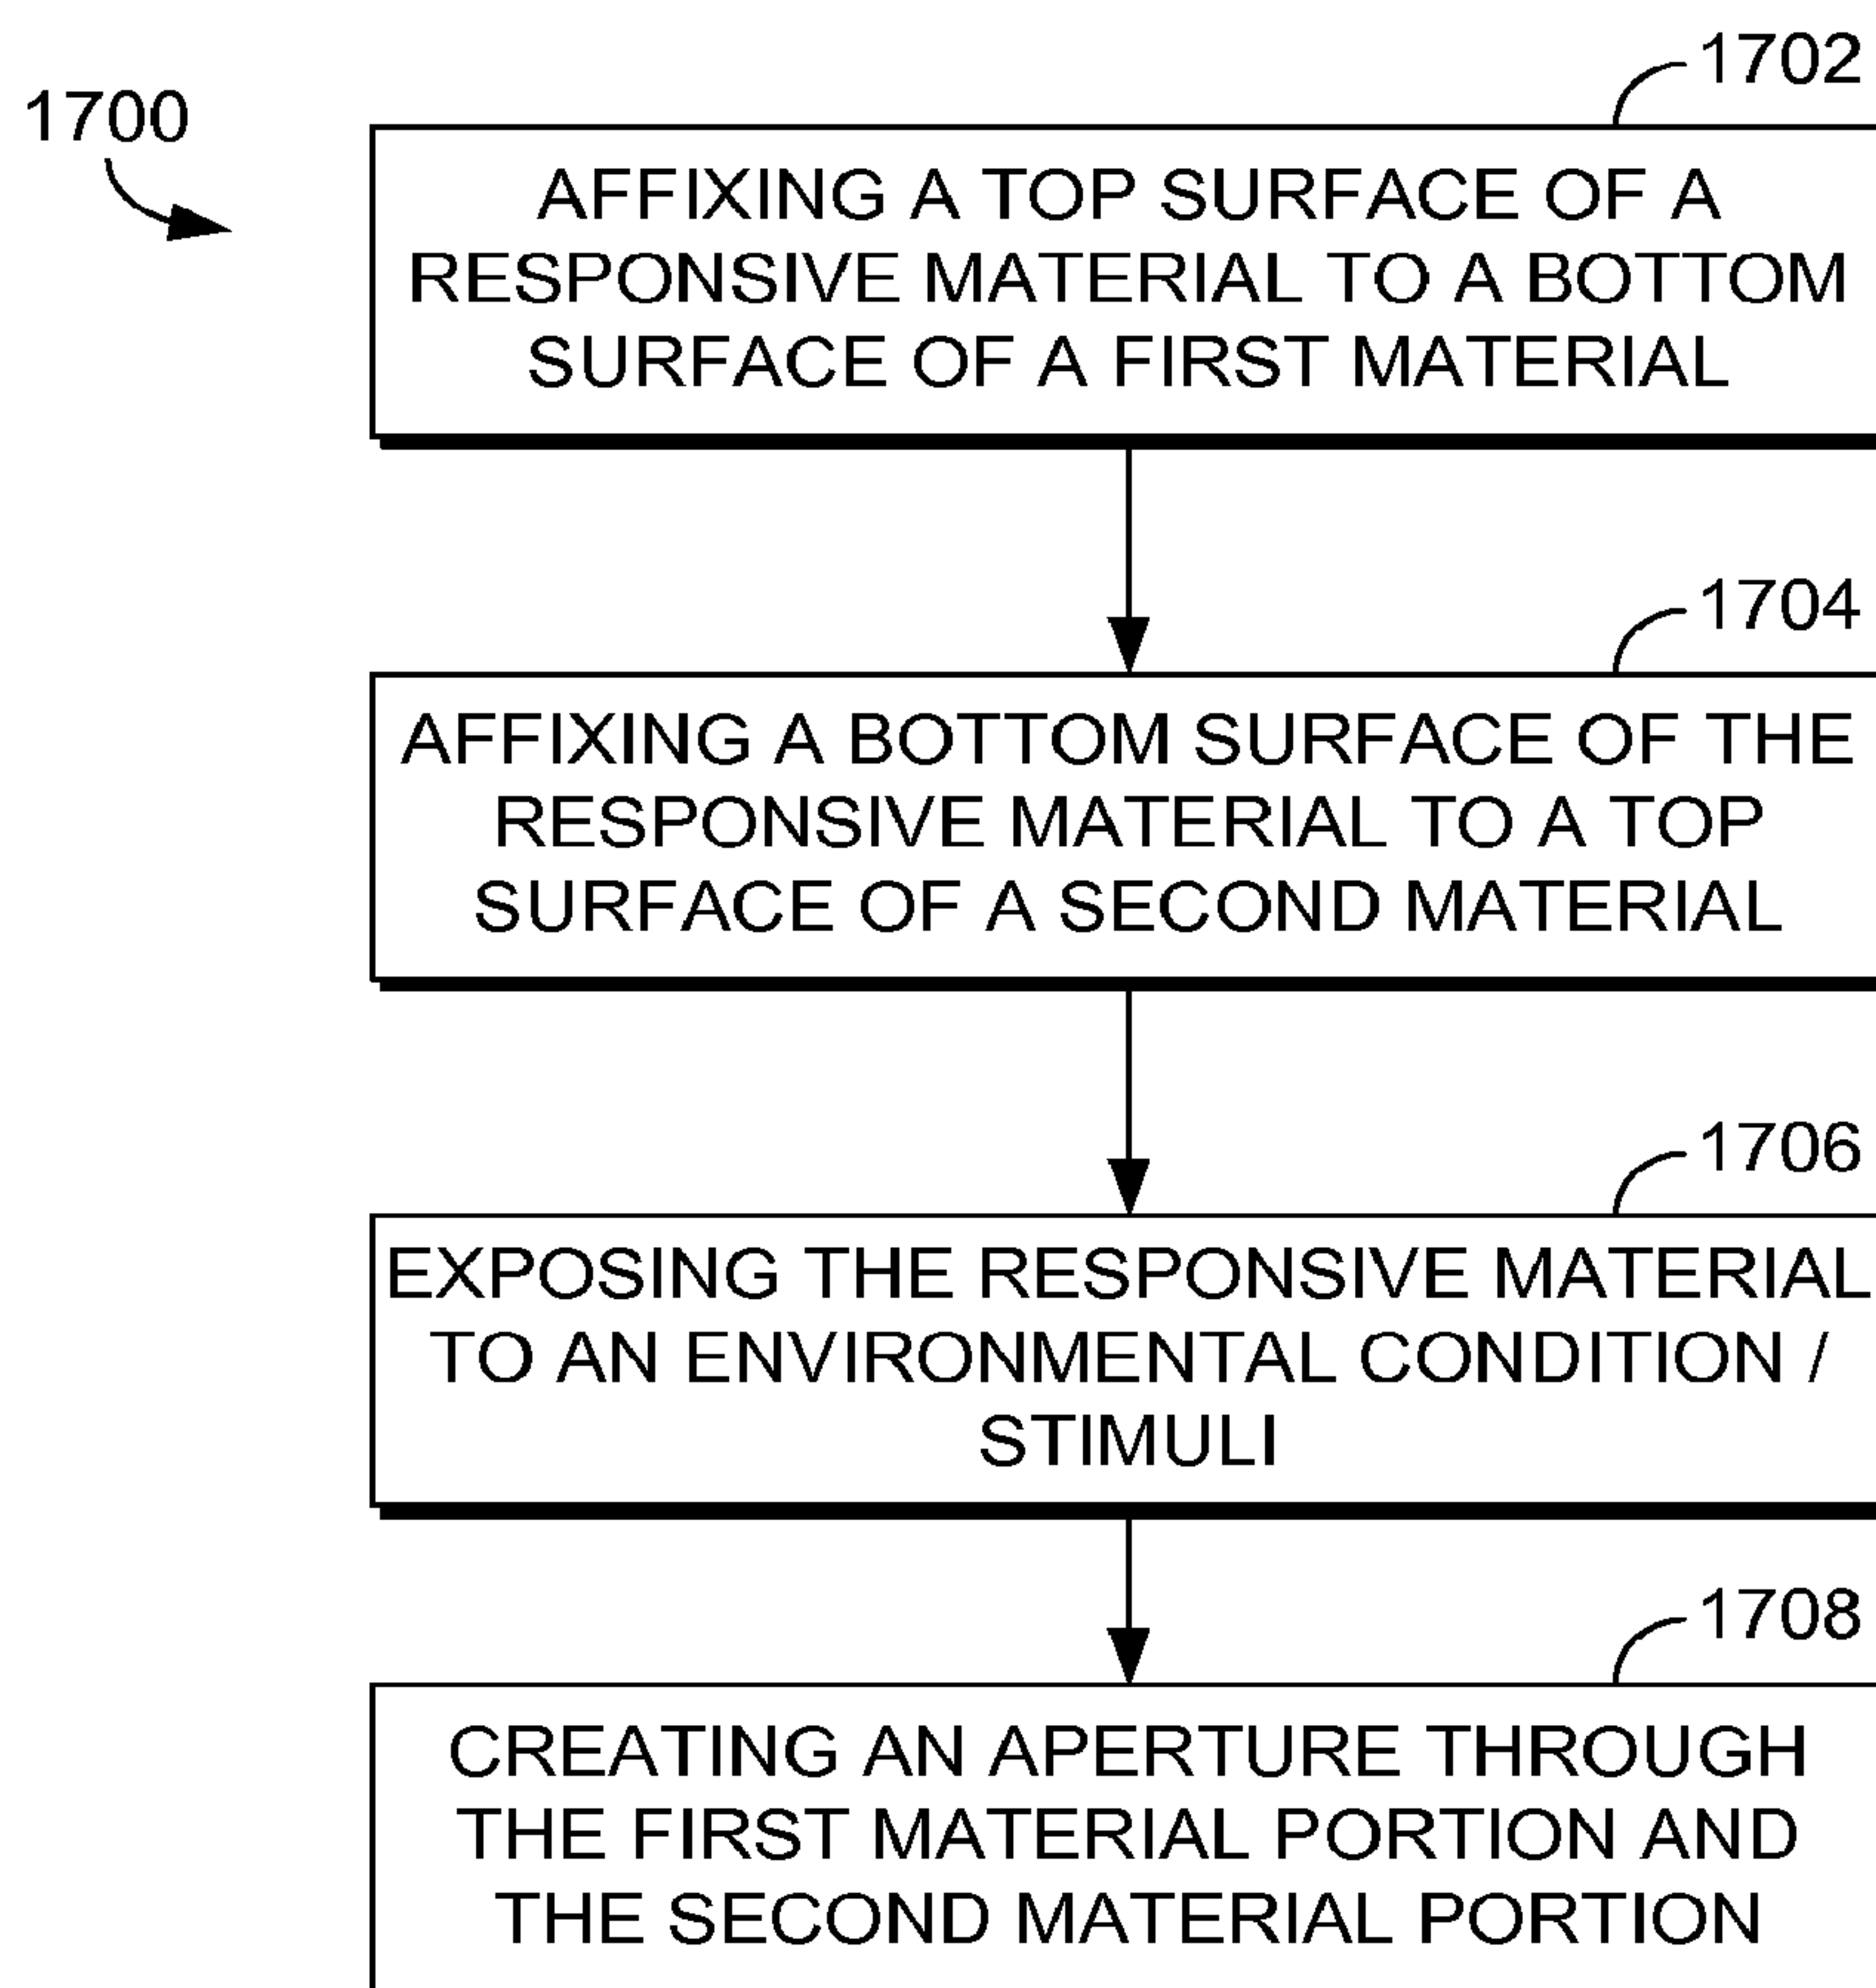 1700
1702
AFFIXING A TOP SURFACE OF A
RESPONSIVE MATERIAL TO A BOTTOM
SURFACE OF A FIRST MATERIAL
1704
AFFIXING A BOTTOM SURFACE OF THE
RESPONSIVE MATERIAL TO A TOP
SURFACE OF A SECOND MATERIAL
1706
EXPOSING THE RESPONSIVE MATERIAL
TO AN ENVIRONMENTAL CONDITION /
STIMULI
1708
CREATING AN APERTURE THROUGH
THE FIRST MATERIAL PORTION AND
THE SECOND MATERIAL PORTION